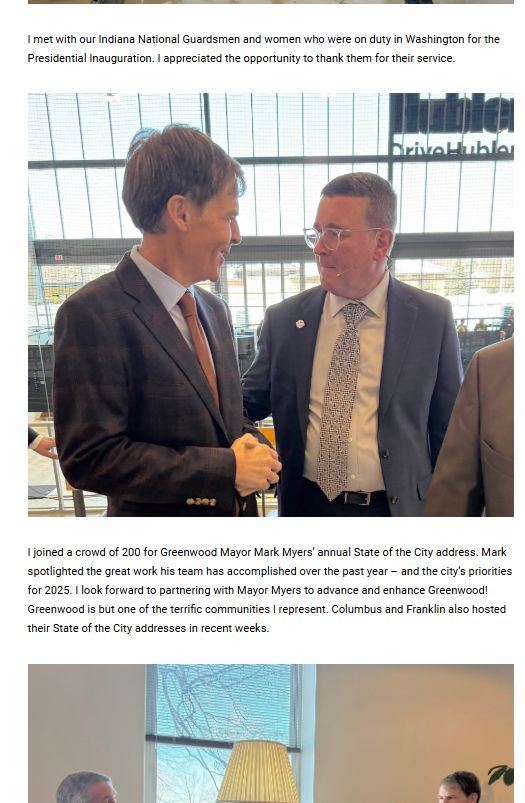 I met with our Indiana National Guardsmen and women who were on duty in Washington for the
Presidential Inauguration. I appreciated the opportunity to thank them for their service.
DriveHubler
I joined a crowd of 200 for Greenwood Mayor Mark Myers' annual State of the City address. Mark
spotlighted the great work his team has accomplished over the past year – and the city's priorities
for 2025. I look forward to partnering with Mayor Myers to advance and enhance Greenwood!
Greenwood is but one of the terrific communities I represent. Columbus and Franklin also hosted
their State of the City addresses in recent weeks.